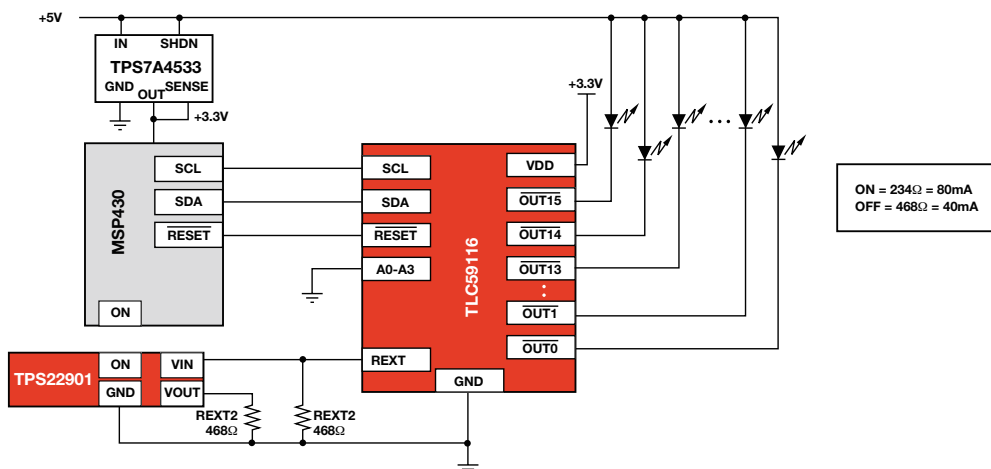 +5V
IN SHDN
TPS7A4533
GND SENSE
OUT
+3.3V
+3.3V
MSP430
SCL
SDA
RESET
ON
SCL
SDA
RESET
A0-A3
REXT
TLC59116
VDD
OUT15
OUT14
OUT13
OUT1
OUT0
GND
...
ON = 234Ω = 80mA
OFF = 468Ω = 40mA
TPS22901
ON VIN
GND VOUT
REXT2
468Ω
REXT2
468Ω